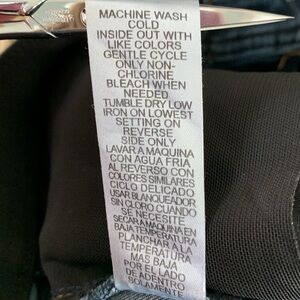 MACHINE WASH
COLD
INSIDE OUT WITH
LIKE COLORS
GENTLE CYCLE
ONLY NON-
CHLORINE
BLEACH WHEN
NEEDED
TUMBLE DRY LOW
IRON ON LOWEST
SETTING ON
REVERSE
SIDE ONLY
LAVAR A MAQUINA
CON AGUA FRIA
AL REVERSO CON
COLORES SIMILARES
CICLO DELICADO
USAR BLANQUEADOR
SIN CLORO CUANDO
SE NECESITE
SECAR A MAQUINA EN
BAJA TEMPERATURA
PLANCHAR A LA
TEMPERATURA
MAS BAJA
POR EL LADO
DE ADENTRO
SOLAMENTE